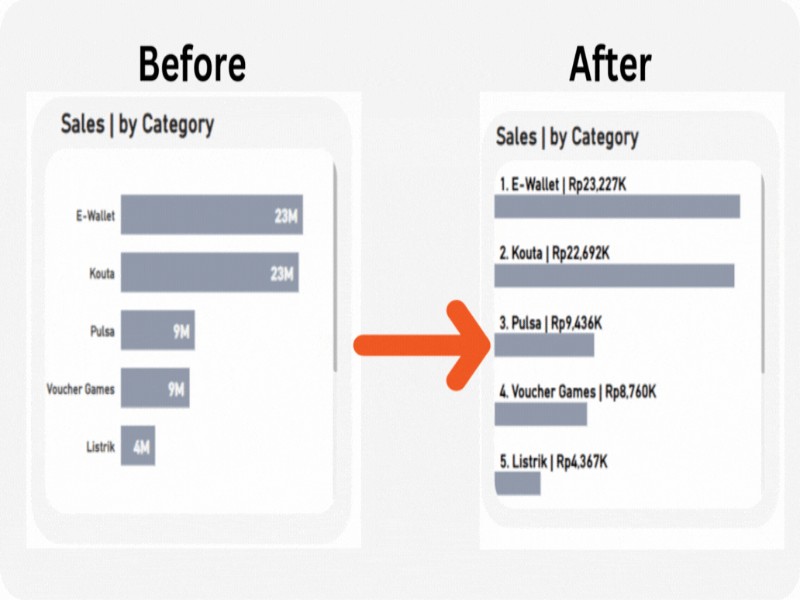 Before
Sales | by Category
E-Wallet 23M
Kouta 23M
Pulsa 9M
Voucher Games 9M
Listrik 4M
After
Sales | by Category
1. E-Wallet | Rp23,227K
2. Kouta | Rp22,692K
3. Pulsa | Rp9,436K
4. Voucher Games | Rp8,760K
5. Listrik | Rp4,367K